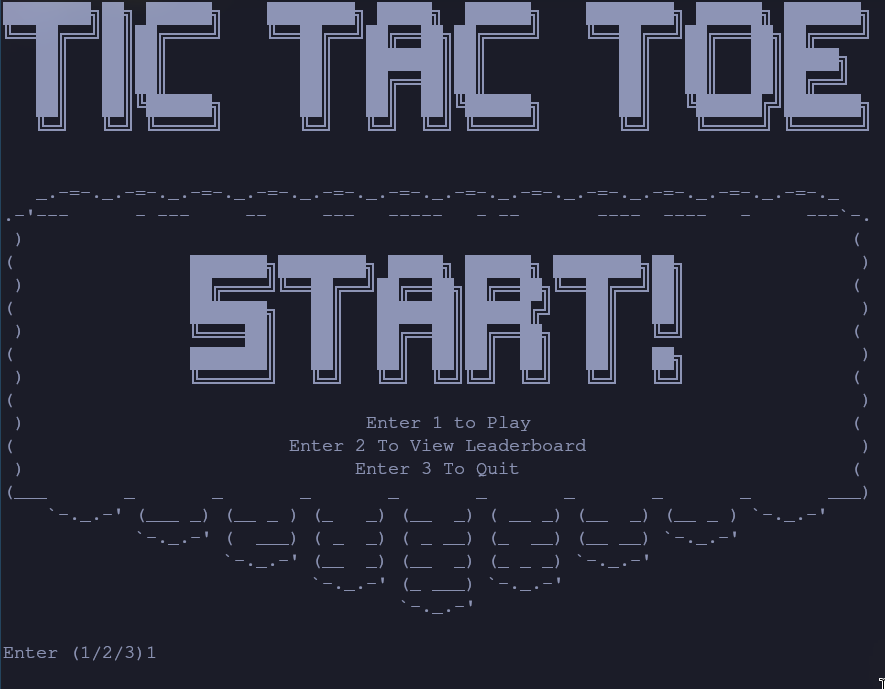 TIC TAC TOE
START!
Enter 1 to Play
Enter 2 To View Leaderboard
Enter 3 To Quit
Enter (1/2/3)1